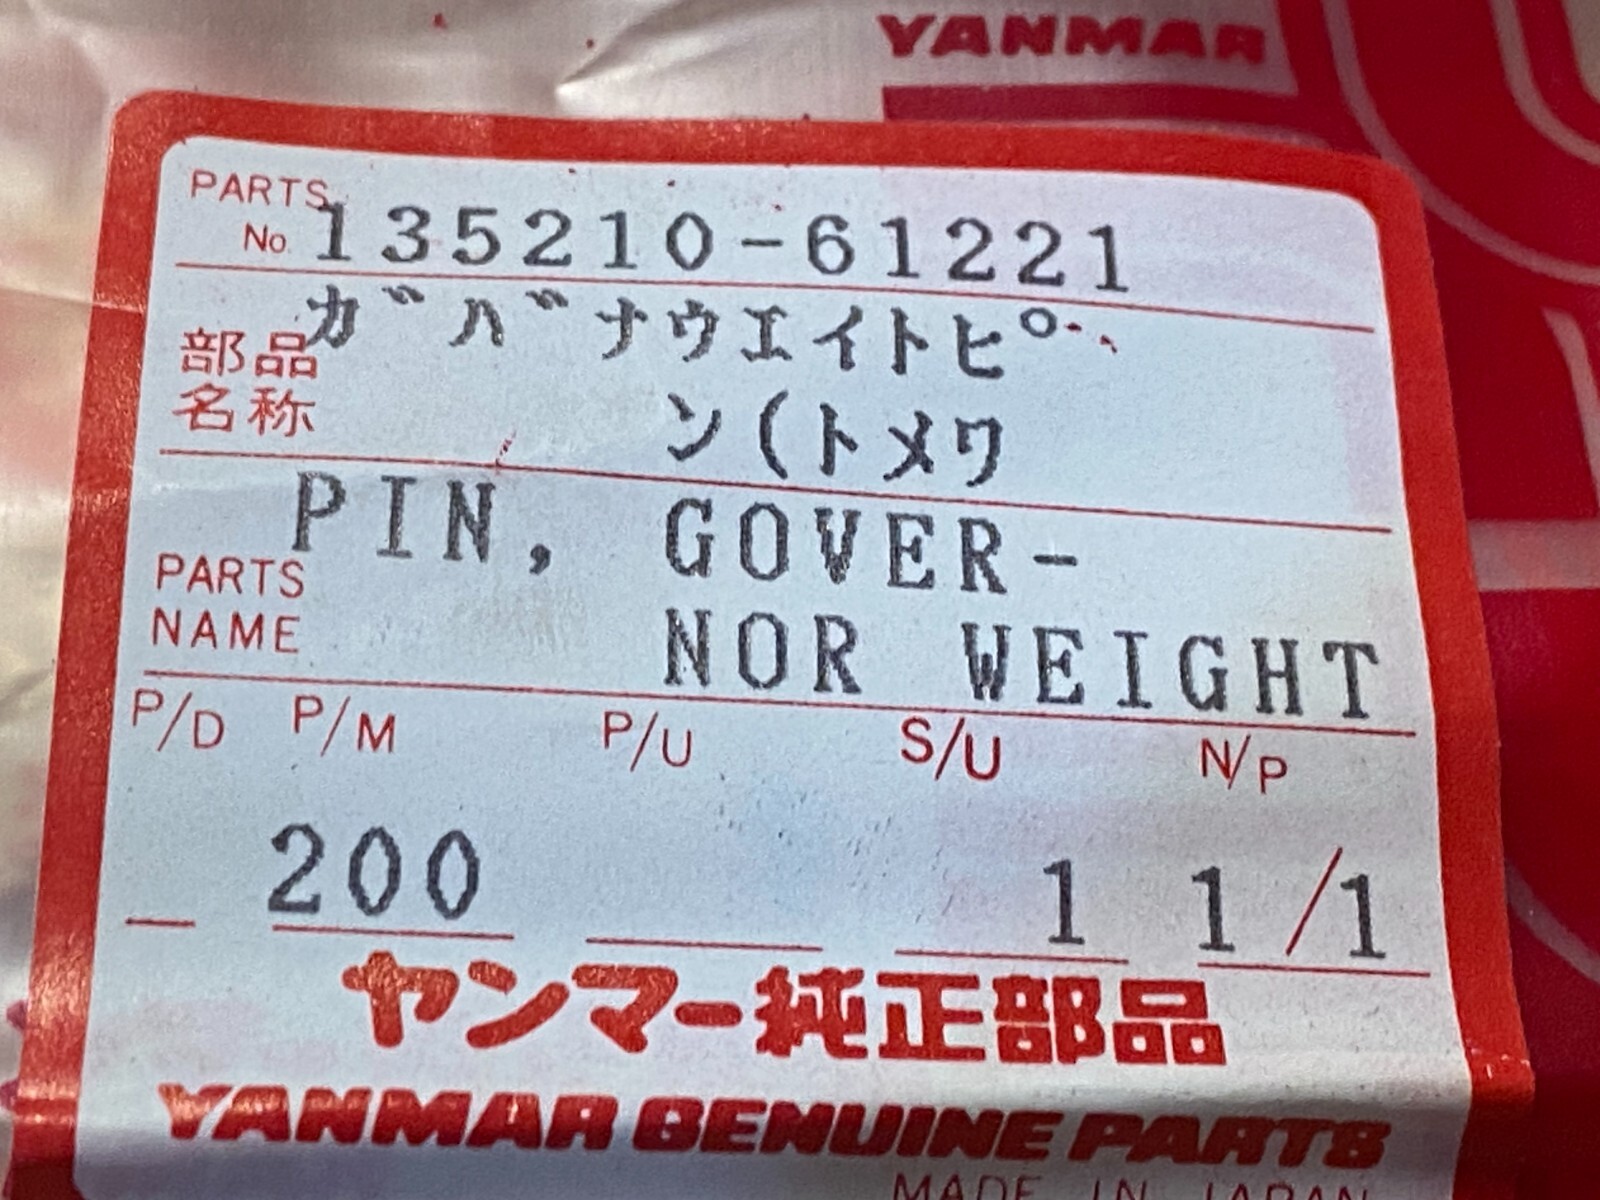 YANMAR
PARTS No. 135210-61221
部品名称 ガバナウエイトピ
ン(トメワ
PIN, GOVER-
PARTS NAME NOR WEIGHT
P/D P/M P/U S/U N/P
200 1 1/1
ヤンマー純正部品
YANMAR GENUINE PARTS
MADE IN JAPAN